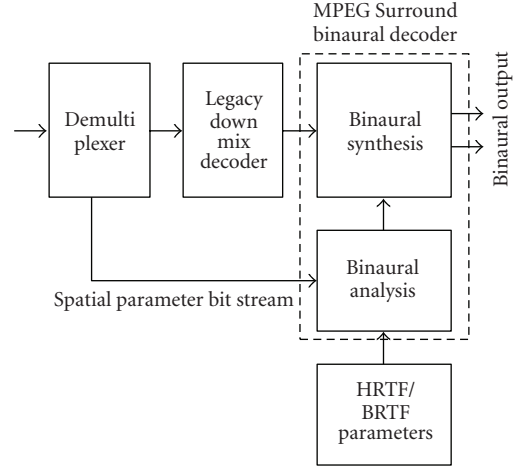 MPEG Surround
binaural decoder
Demulti
plexer
Legacy
down
mix
decoder
Binaural
synthesis
Binaural output
Binaural
analysis
Spatial parameter bit stream
HRTF/
BRTF
parameters